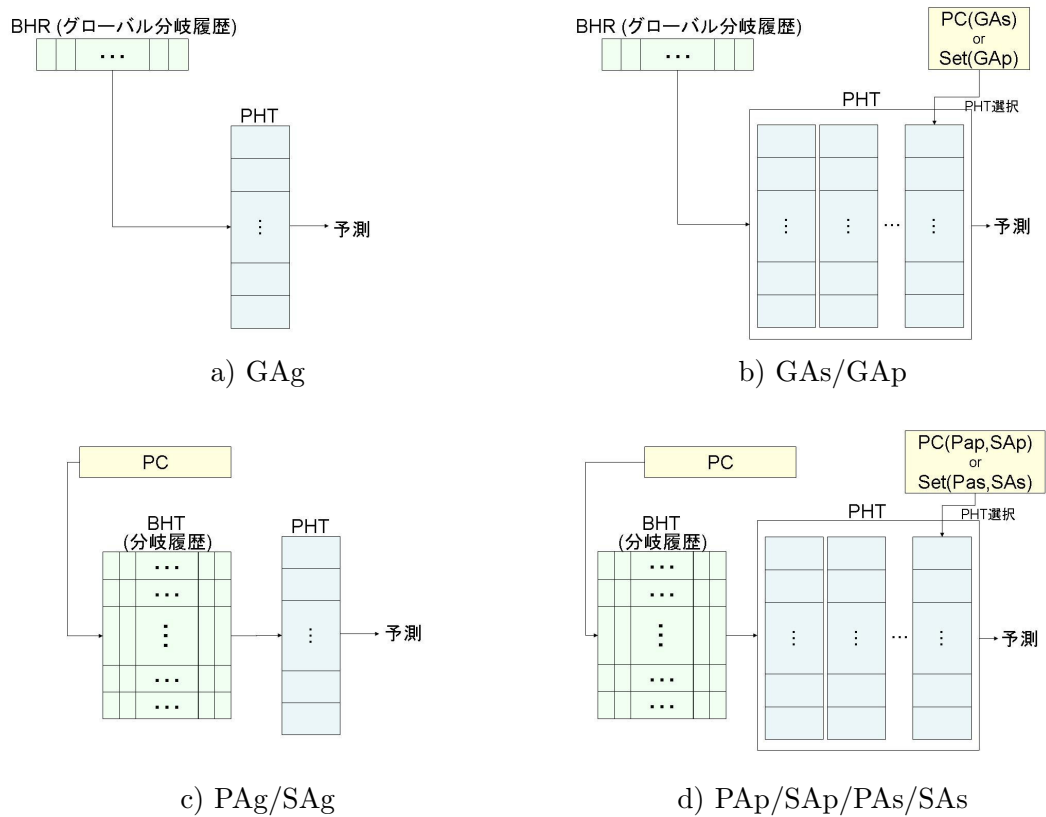 BHR (グローバル分岐履歴)
...
PHT
⋮
予測
a) GAg
BHR (グローバル分岐履歴)
...
PC(GAs)
or
Set(GAp)
PHT
PHT選択
⋮
⋮
...
⋮
予測
b) GAs/GAp
PC
BHT
(分岐履歴)
PHT
...
...
⋮
⋮
...
...
予測
c) PAg/SAg
PC
PC(Pap,SAp)
or
Set(Pas,SAs)
BHT
(分岐履歴)
PHT
PHT選択
...
...
⋮
⋮
⋮
...
⋮
...
...
予測
d) PAp/SAp/PAs/SAs